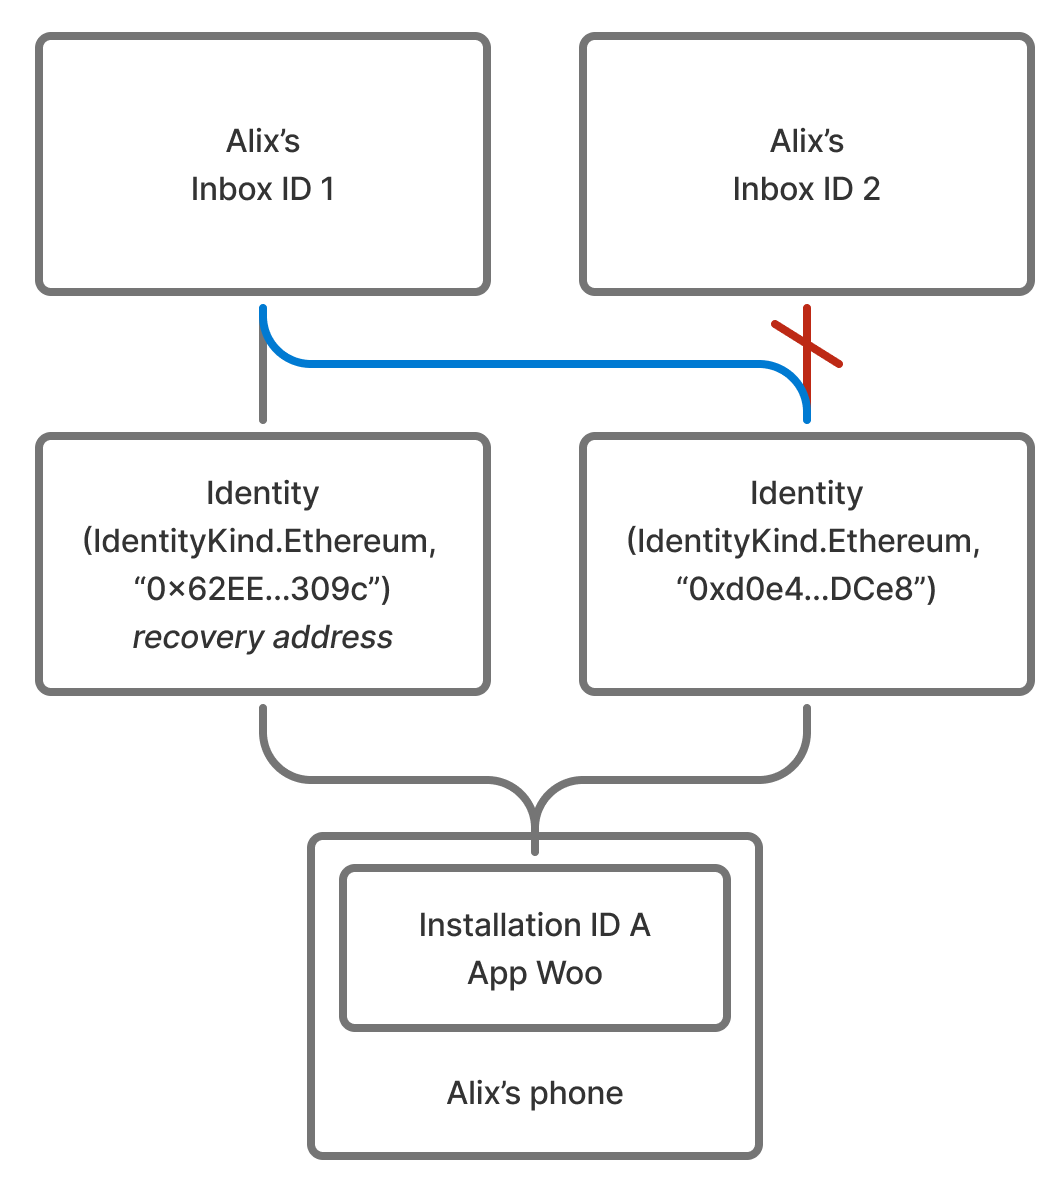 Alix’s
Inbox ID 1
Alix’s
Inbox ID 2
Identity
(IdentityKind.Ethereum,
“0×62EE...309c”)
recovery address
Identity
(IdentityKind.Ethereum,
“0xd0e4...DCe8”)
Installation ID A
App Woo
Alix’s phone